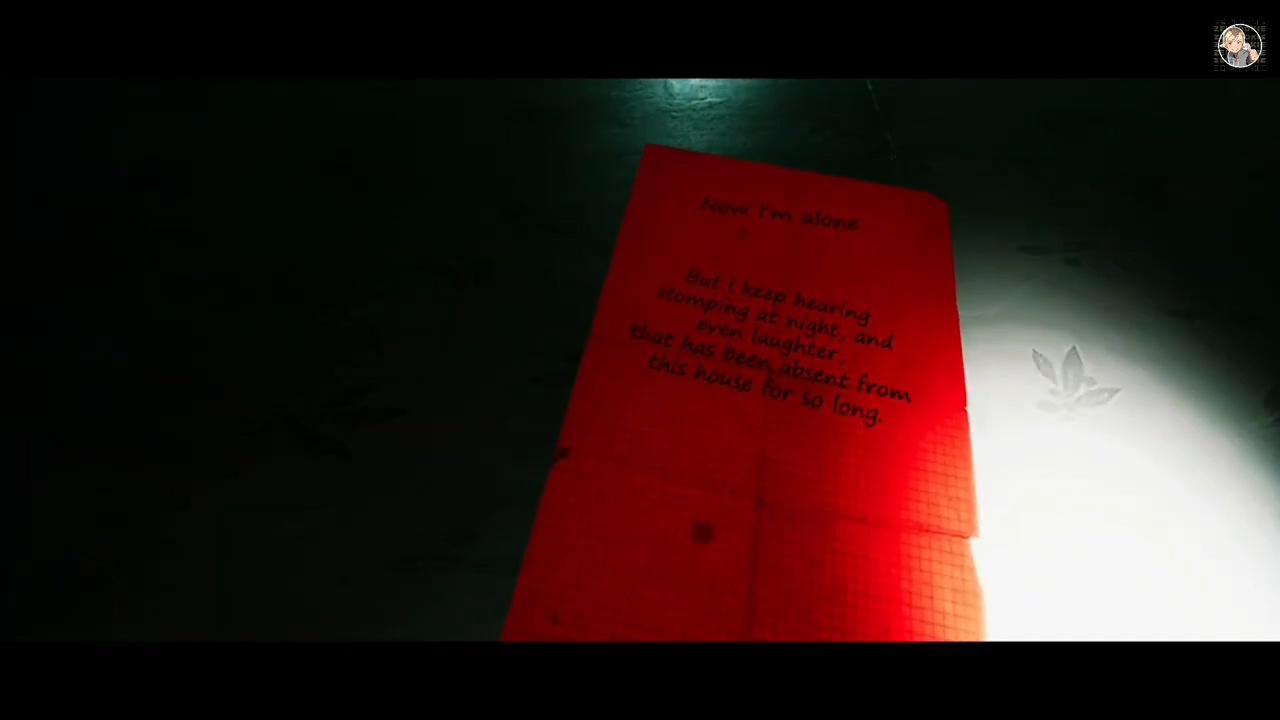 Now I'm alone
But I keep hearing
stomping at night, and
even laughter,
that has been absent from
this house for so long.